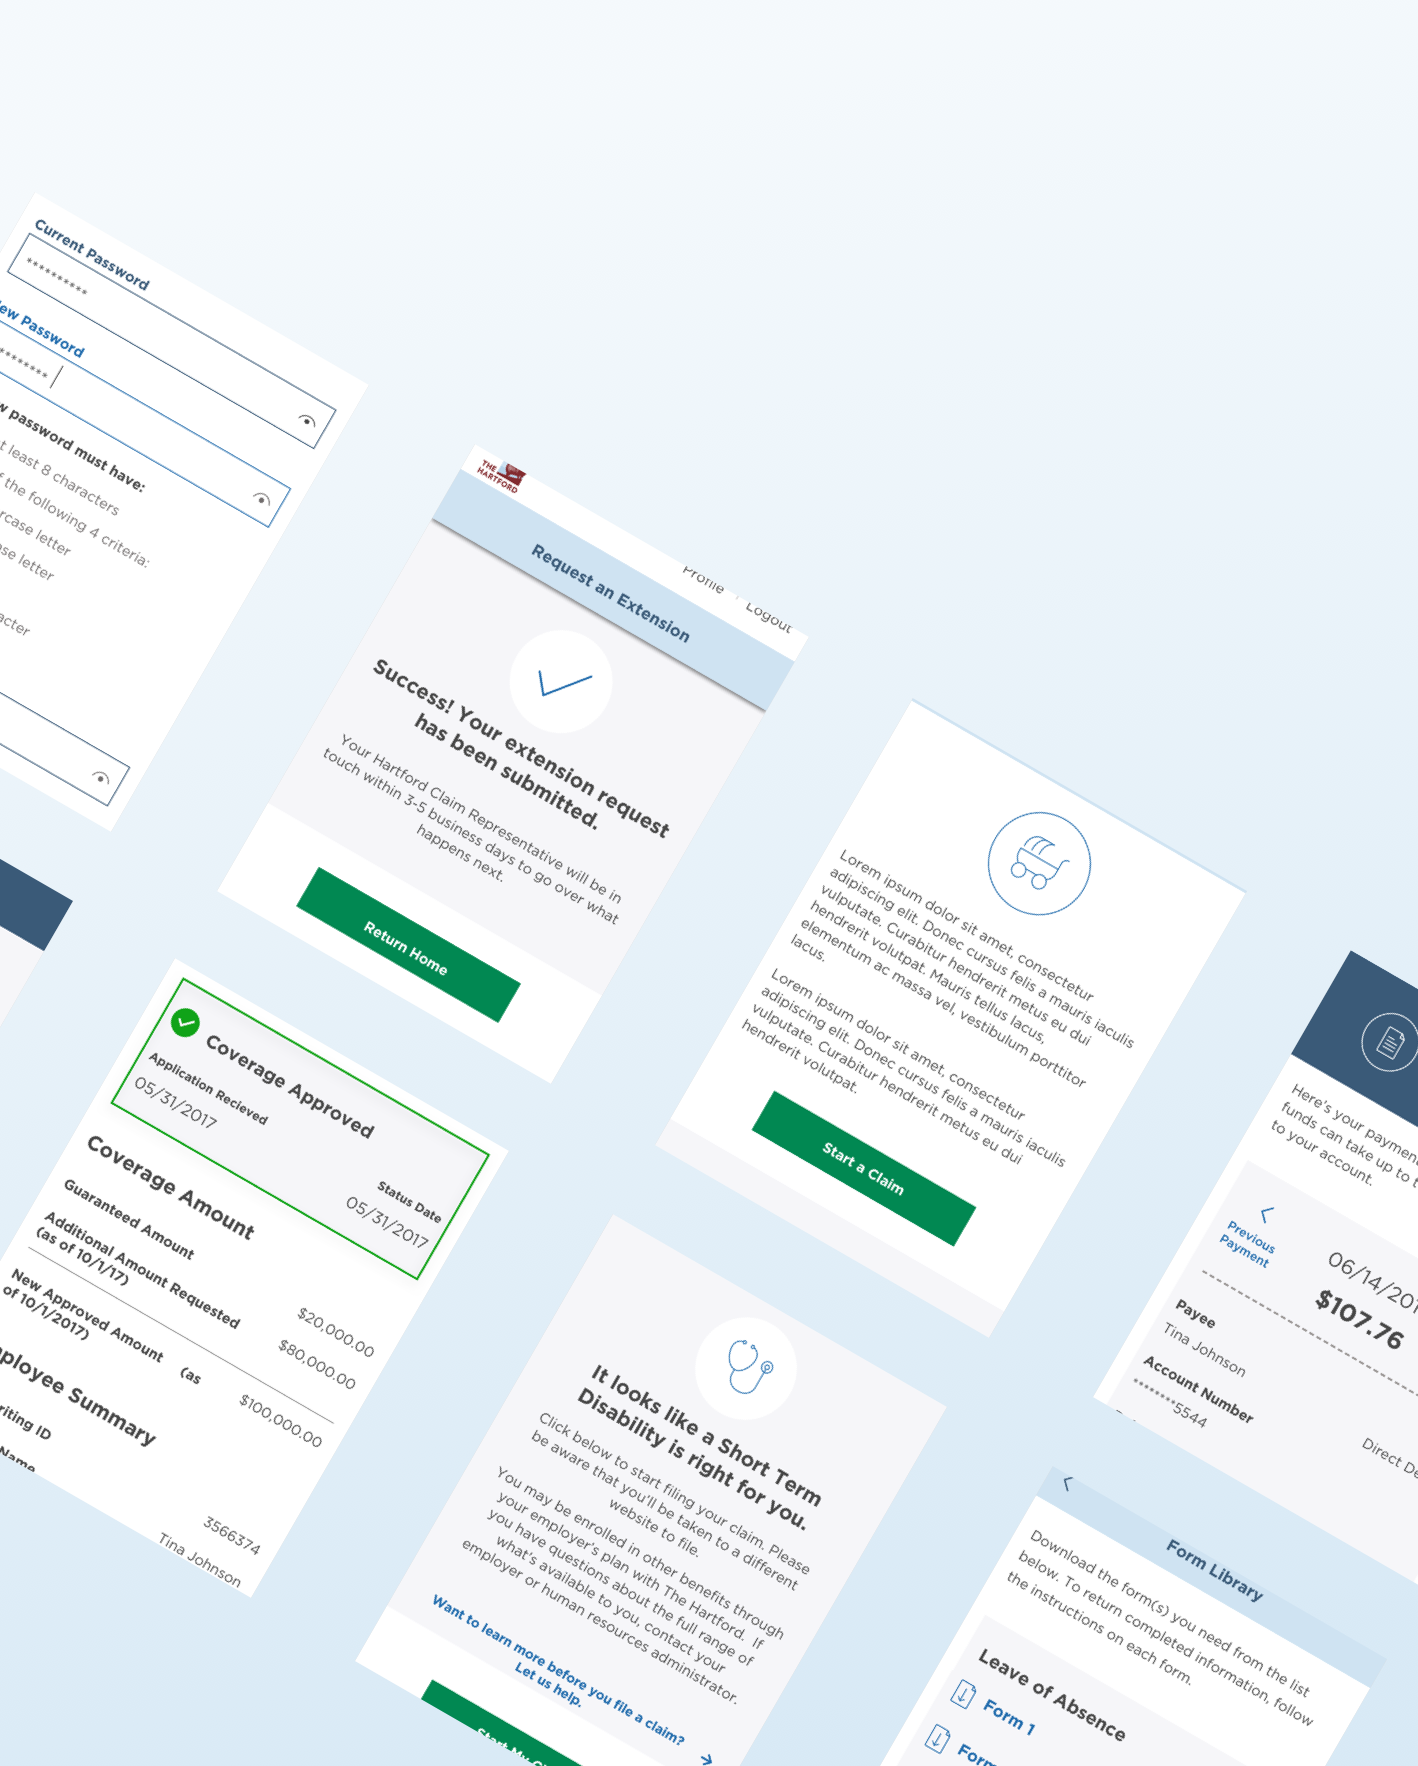 Current Password
**********
New Password
must have:
least 8 characters
the following 4 criteria:
letter
letter
THE
HARTFORD
Profile
Logout
Request an Extension
Success! Your extension request
has been submitted.
Your Hartford Claim Representative will be in
touch within 3-5 business days to go over what
happens next.
Return Home
Coverage Approved
Application Recieved
05/31/2017
Status Date
05/31/2017
Coverage Amount
Guaranteed Amount
$20,000.00
Additional Amount Requested
(as of 10/1/17)
$80,000.00
New Approved Amount (as
of 10/1/2017)
$100,000.00
Summary
ID
3566374
Name
Tina Johnson
Lorem ipsum dolor sit amet, consectetur
adipiscing elit. Donec cursus felis a mauris iaculis
vulputate. Curabitur hendrerit metus eu dui
hendrerit volutpat. Mauris tellus lacus,
elementum ac massa vel, vestibulum porttitor
lacus.
Lorem ipsum dolor sit amet, consectetur
adipiscing elit. Donec cursus felis a mauris iaculis
vulputate. Curabitur hendrerit metus eu dui
hendrerit volutpat.
Start a Claim
It looks like a Short Term
Disability is right for you.
Click below to start filing your claim. Please
be aware that you'll be taken to a different
website to file.
You may be enrolled in other benefits through
your employer's plan with The Hartford. If
you have questions about the full range of
what's available to you, contact your
employer or human resources administrator.
Want to learn more before you file a claim?
Let us help.
Start My
Here's your
funds can take up to
to your account.
Previous
Payment
06/14/201
$107.76
Payee
Tina Johnson
Account Number
********5544
Direct
Form Library
Download the form(s) you need from the list
below. To return completed information, follow
the instructions on each form.
Leave of Absence
Form 1
Form